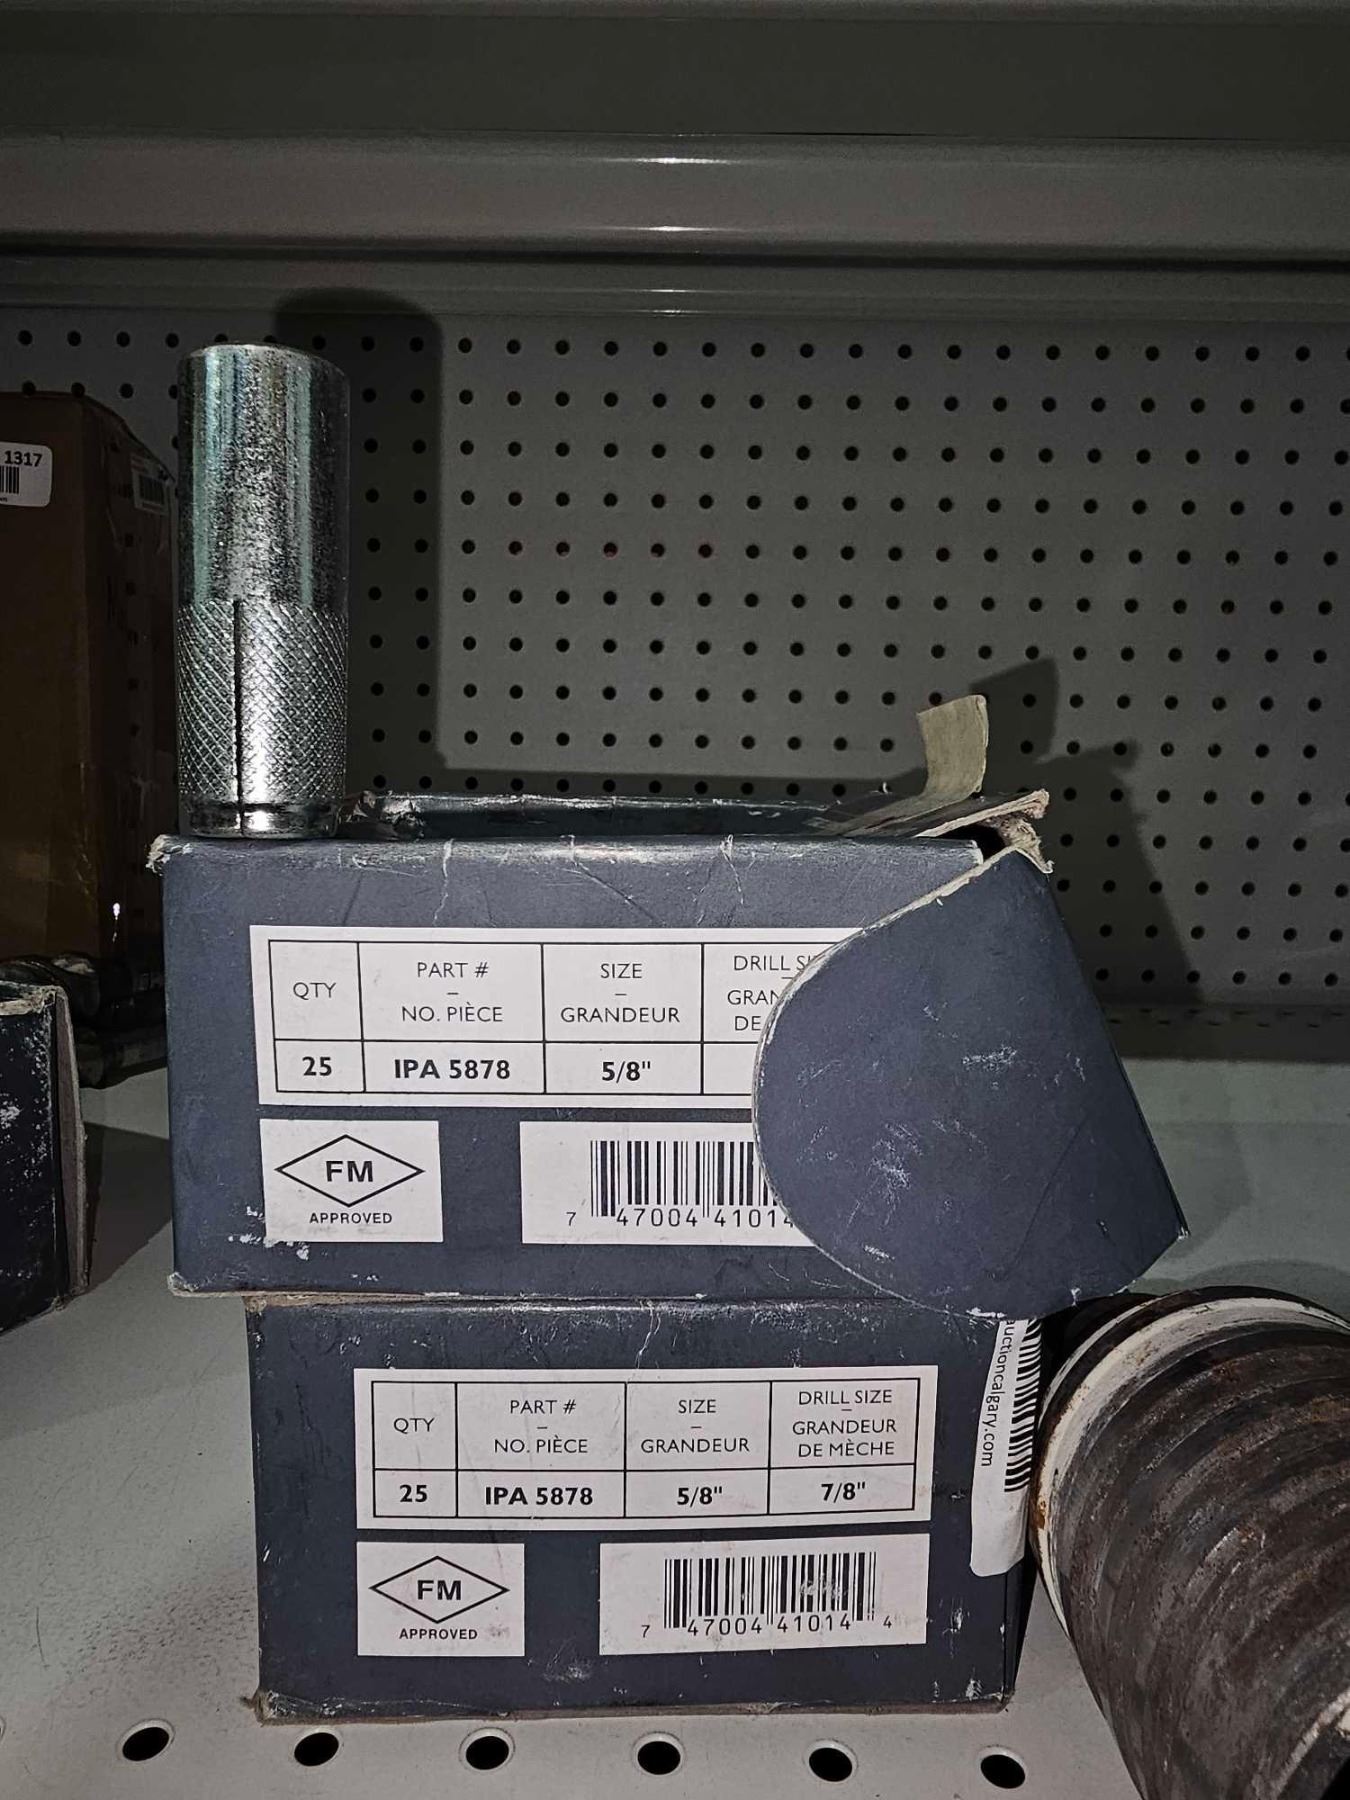 1317
QTY
PART #
–
NO. PIÈCE
SIZE
–
GRANDEUR
DRILL
GRAN
DE
25
IPA 5878
5/8"
FM
APPROVED
7 47004 41014
QTY
PART #
–
NO. PIÈCE
SIZE
–
GRANDEUR
DRILL SIZE
–
GRANDEUR
DE MÈCHE
25
IPA 5878
5/8"
7/8"
FM
APPROVED
7 47004 41014 4
auctioncalgary.com